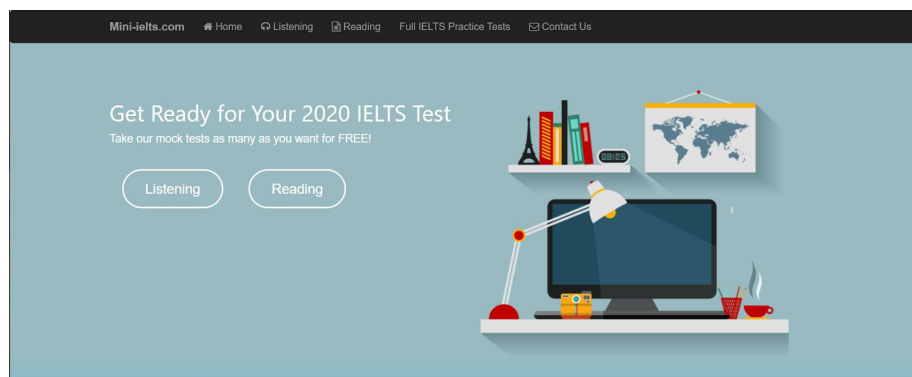 Mini-ielts.com Home Listening Reading Full IELTS Practice Tests Contact Us
Get Ready for Your 2020 IELTS Test
Take our mock tests as many as you want for FREE!
Listening Reading
08:25